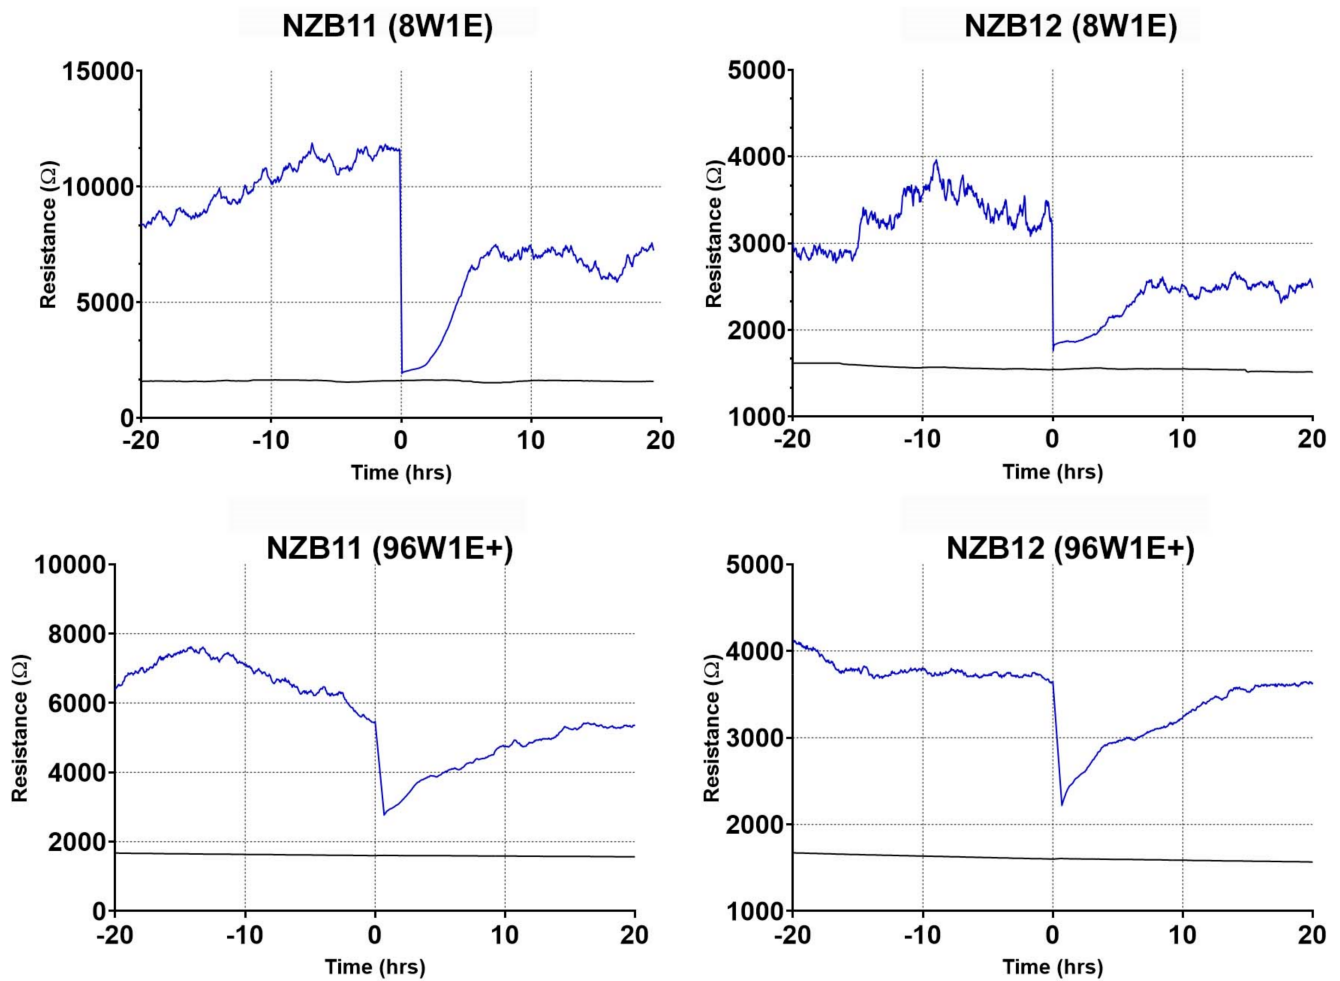 NZB11 (8W1E)
15000
10000
5000
0
Resistance (Ω)
-20 -10 0 10 20
Time (hrs)
NZB12 (8W1E)
5000
4000
3000
2000
1000
Resistance (Ω)
-20 -10 0 10 20
Time (hrs)
NZB11 (96W1E+)
10000
8000
6000
4000
2000
0
Resistance (Ω)
-20 -10 0 10 20
Time (hrs)
NZB12 (96W1E+)
5000
4000
3000
2000
1000
Resistance (Ω)
-20 -10 0 10 20
Time (hrs)